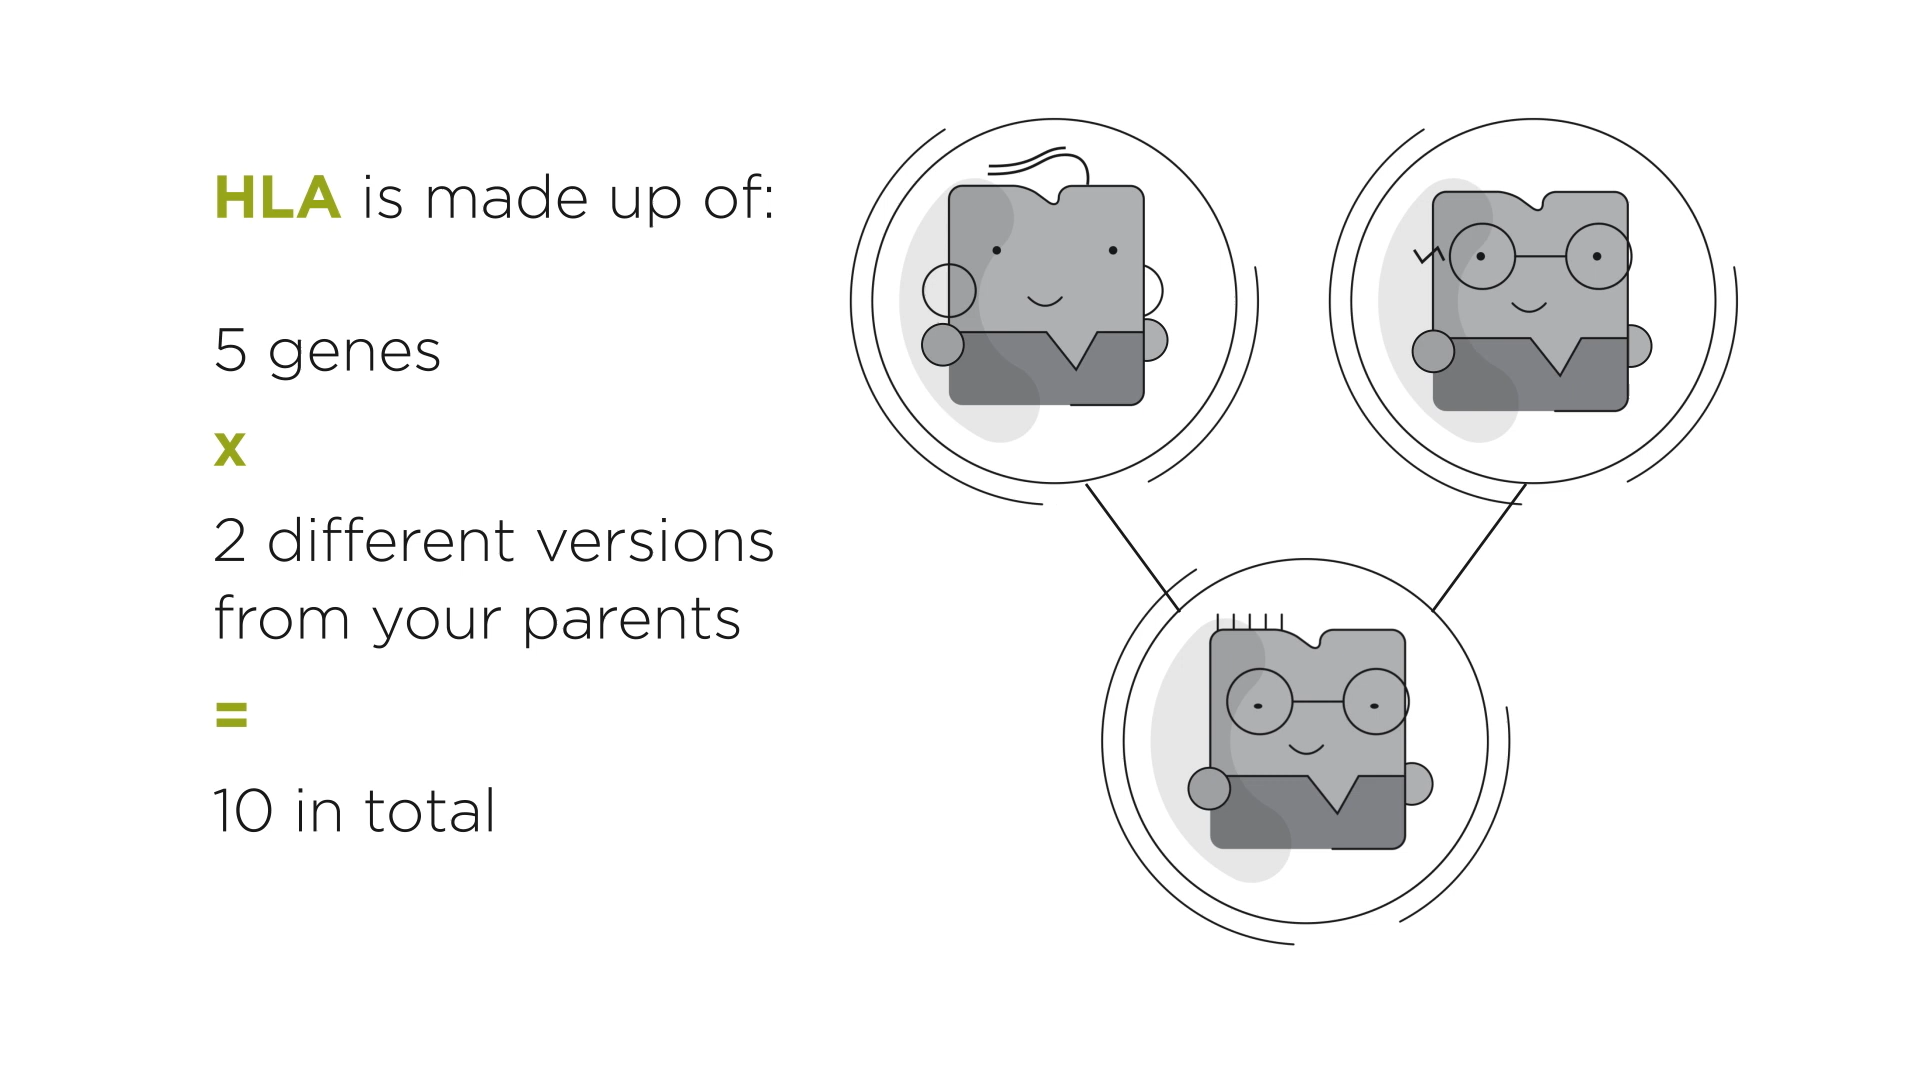 HLA is made up of:
5 genes
x
2 different versions
from your parents
=
10 in total